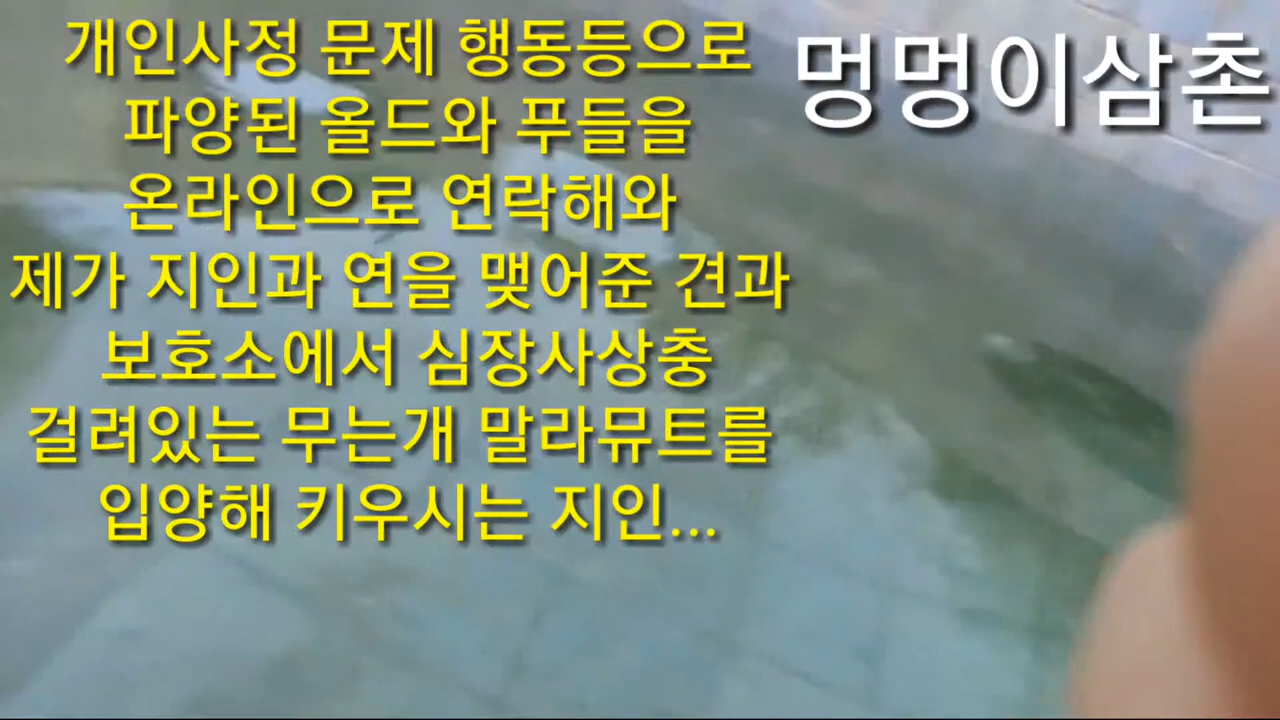 개인사정 문제 행동등으로
파양된 올드와 푸들을
온라인으로 연락해와
제가 지인과 연을 맺어준 견과
보호소에서 심장사상충
걸려있는 무는개 말라뮤트를
입양해 키우시는 지인...
멍멍이삼촌